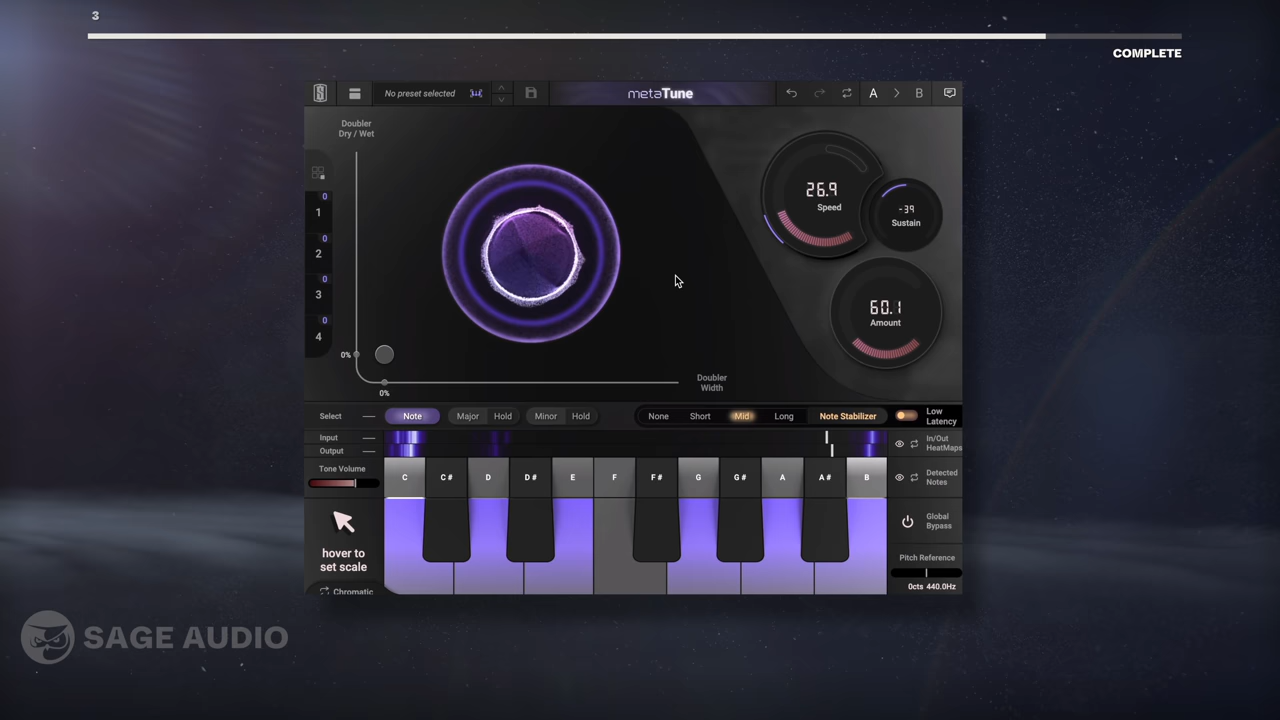 3
COMPLETE
No preset selected
metaTune
A
B
Doubler
Dry / Wet
0
1
0
2
0
3
0
4
26.9
Speed
-39
Sustain
60.1
Amount
0%
0%
Doubler
Width
Select
Note
Major
Hold
Minor
Hold
None
Short
Mid
Long
Note Stabilizer
Low
Latency
Input
Output
In/Out
HeatMaps
Tone Volume
C
C#
D
D#
E
F
F#
G
G#
A
A#
B
Detected
Notes
hover to
set scale
Chromatic
Global
Bypass
Pitch Reference
0cts 440.0Hz
SAGE AUDIO